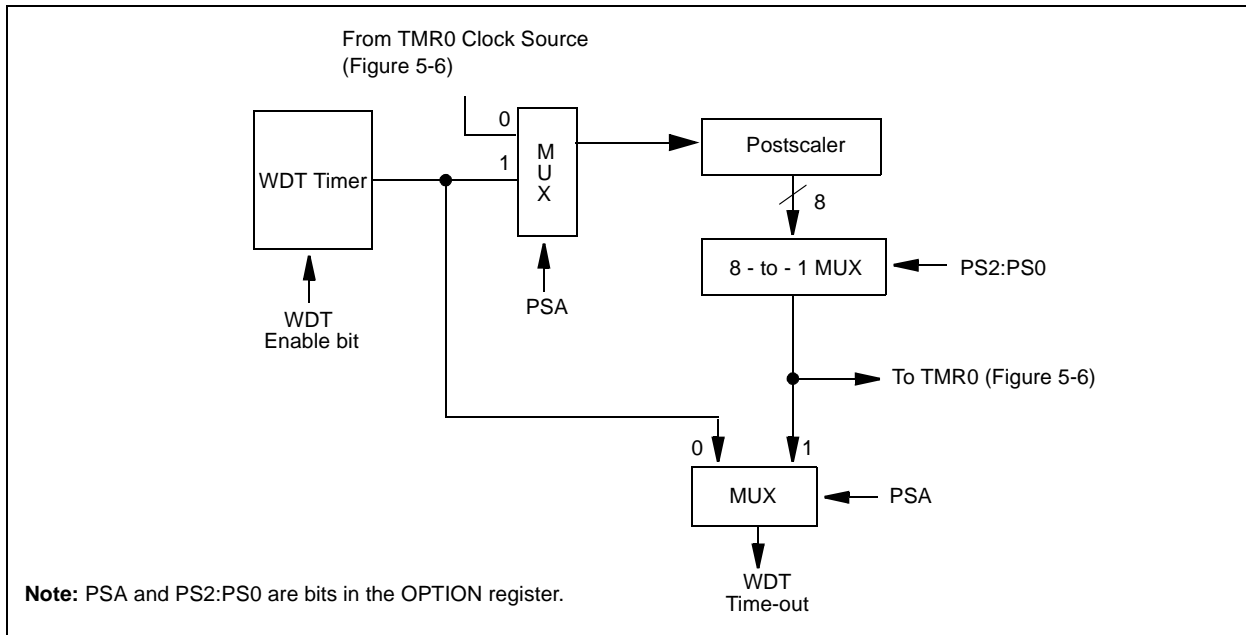 From TMR0 Clock Source
(Figure 5-6)
0
1
M
U
X
Postscaler
WDT Timer
8
8 - to - 1 MUX
PS2:PS0
PSA
WDT
Enable bit
To TMR0 (Figure 5-6)
0
1
MUX
PSA
WDT
Time-out
Note: PSA and PS2:PS0 are bits in the OPTION register.